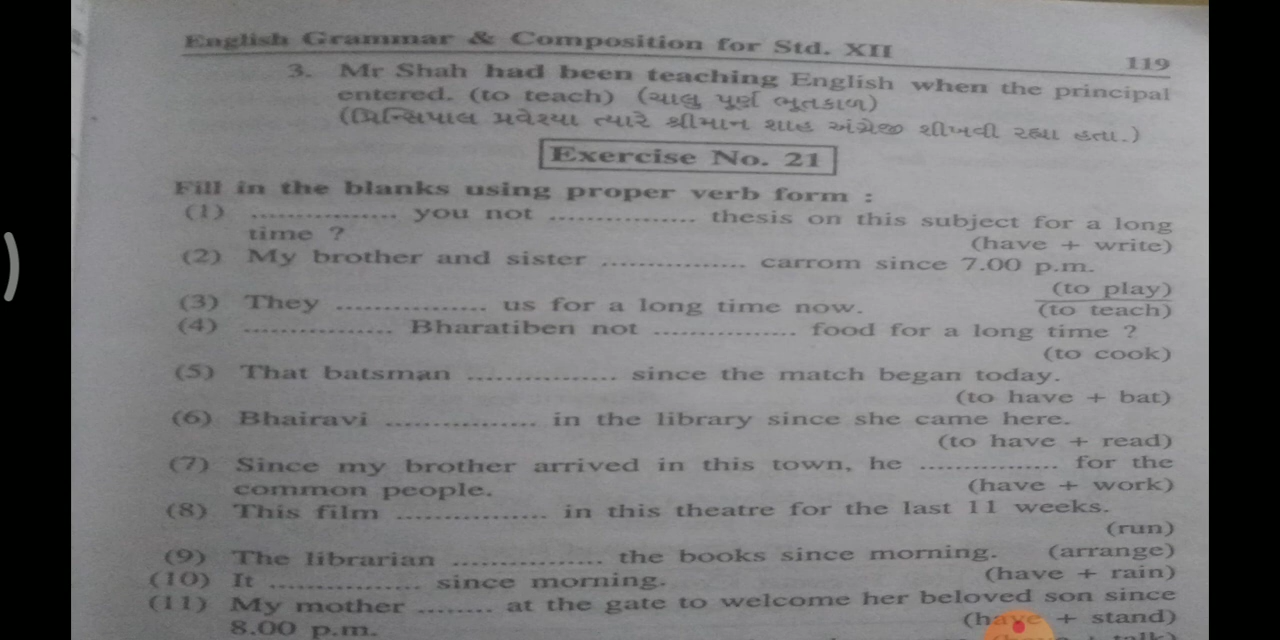 English Grammar & Composition for Std. XII
119
3. Mr Shah had been teaching English when the principal
entered. (to teach) (ચાલુ પૂર્ણ ભૂતકાળ)
(પ્રિન્સિપાલ પ્રવેશ્યા ત્યારે શ્રીમાન શાહ અંગ્રેજી શીખવી રહ્યા હતા.)
Exercise No. 21
Fill in the blanks using proper verb form :
(1) ................ you not ................ thesis on this subject for a long
time ? (have + write)
(2) My brother and sister ................ carrom since 7.00 p.m.
(to play)
(3) They ................ us for a long time now. (to teach)
(4) ................ Bharatiben not ................ food for a long time ?
(to cook)
(5) That batsman ................ since the match began today.
(to have + bat)
(6) Bhairavi ................ in the library since she came here.
(to have + read)
(7) Since my brother arrived in this town, he ................ for the
common people. (have + work)
(8) This film ................ in this theatre for the last 11 weeks.
(run)
(9) The librarian ................ the books since morning. (arrange)
(10) It ................ since morning. (have + rain)
(11) My mother ........ at the gate to welcome her beloved son since
8.00 p.m. (have + stand)